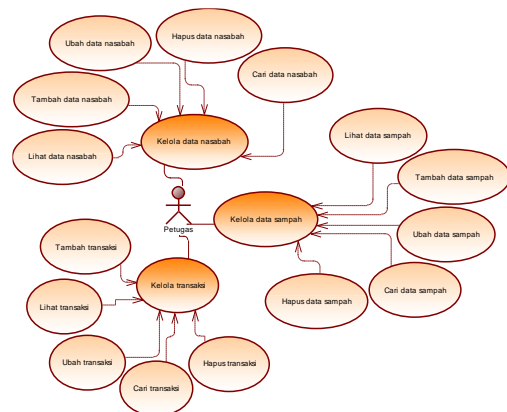 Ubah data nasabah
Hapus data nasabah
Cari data nasabah
Tambah data nasabah
Lihat data nasabah
Kelola data nasabah
Lihat data sampah
Tambah data sampah
Kelola data sampah
Ubah data sampah
Petugas
Tambah transaksi
Kelola transaksi
Cari data sampah
Hapus data sampah
Lihat transaksi
Ubah transaksi
Hapus transaksi
Cari transaksi